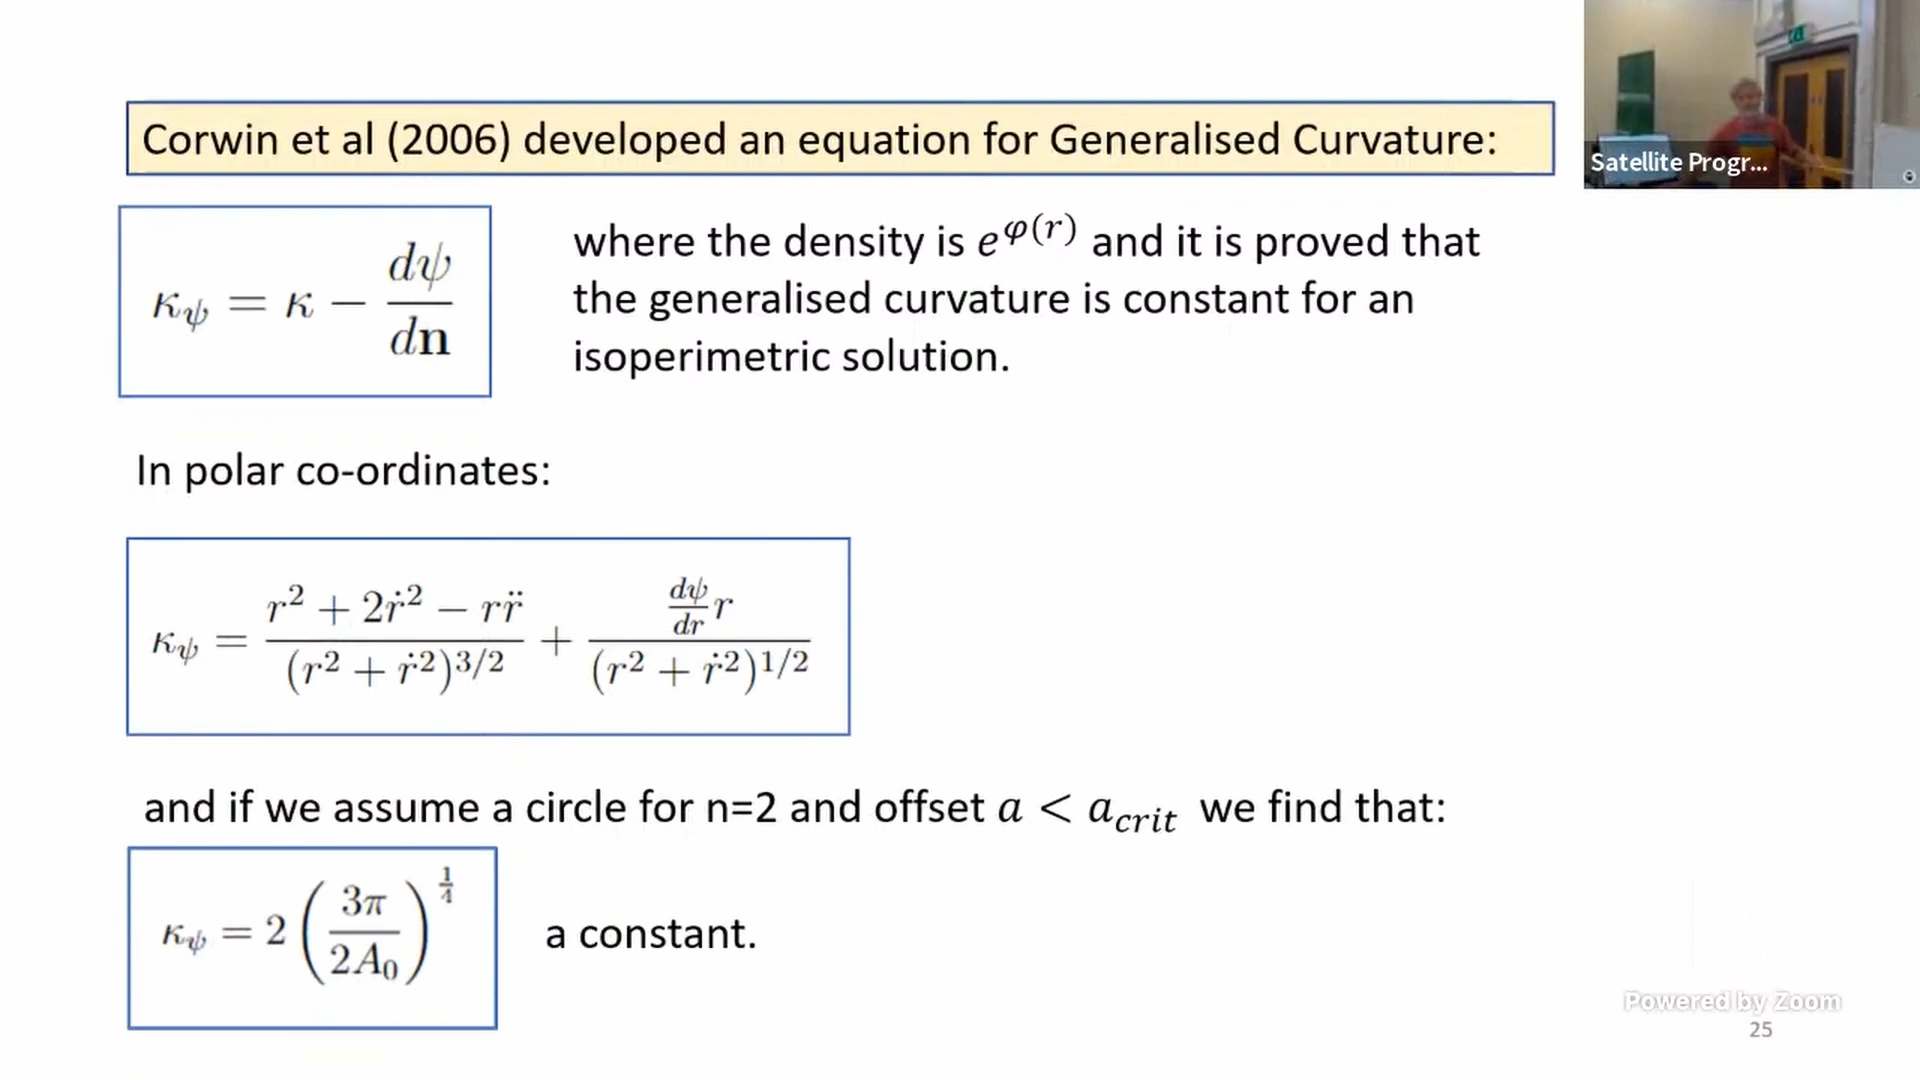 Corwin et al (2006) developed an equation for Generalised Curvature:
Satellite Progr...
κ_ψ = κ − dψ/d𝐧
where the density is e^φ(r) and it is proved that
the generalised curvature is constant for an
isoperimetric solution.
In polar co-ordinates:
κ_ψ = (r² + 2ṙ² − rr̈)/(r² + ṙ²)^3/2 + (dψ/dr r)/(r² + ṙ²)^1/2
and if we assume a circle for n=2 and offset a < a_crit we find that:
κ_ψ = 2 (3π/2A₀)^1/4 a constant.
Powered by Zoom
25